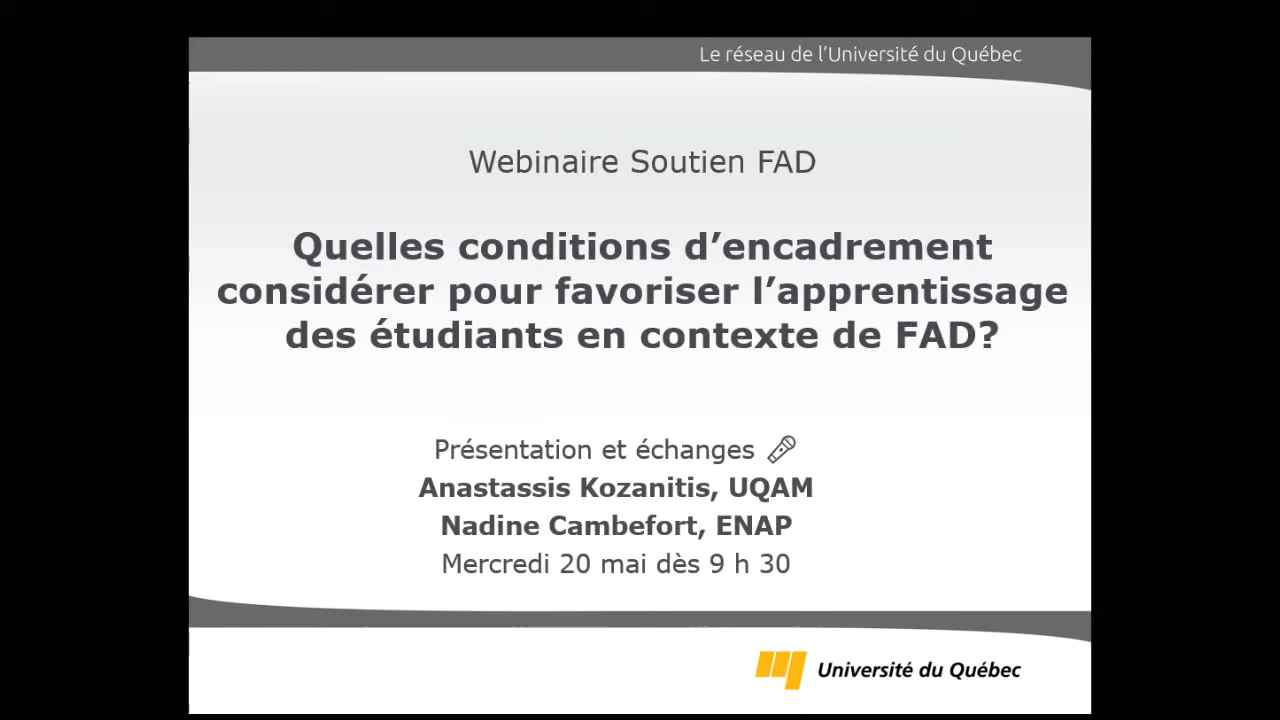 Le réseau de l'Université du Québec
Webinaire Soutien FAD
Quelles conditions d'encadrement
considérer pour favoriser l'apprentissage
des étudiants en contexte de FAD?
Présentation et échanges
Anastassis Kozanitis, UQAM
Nadine Cambefort, ENAP
Mercredi 20 mai dès 9 h 30
Université du Québec